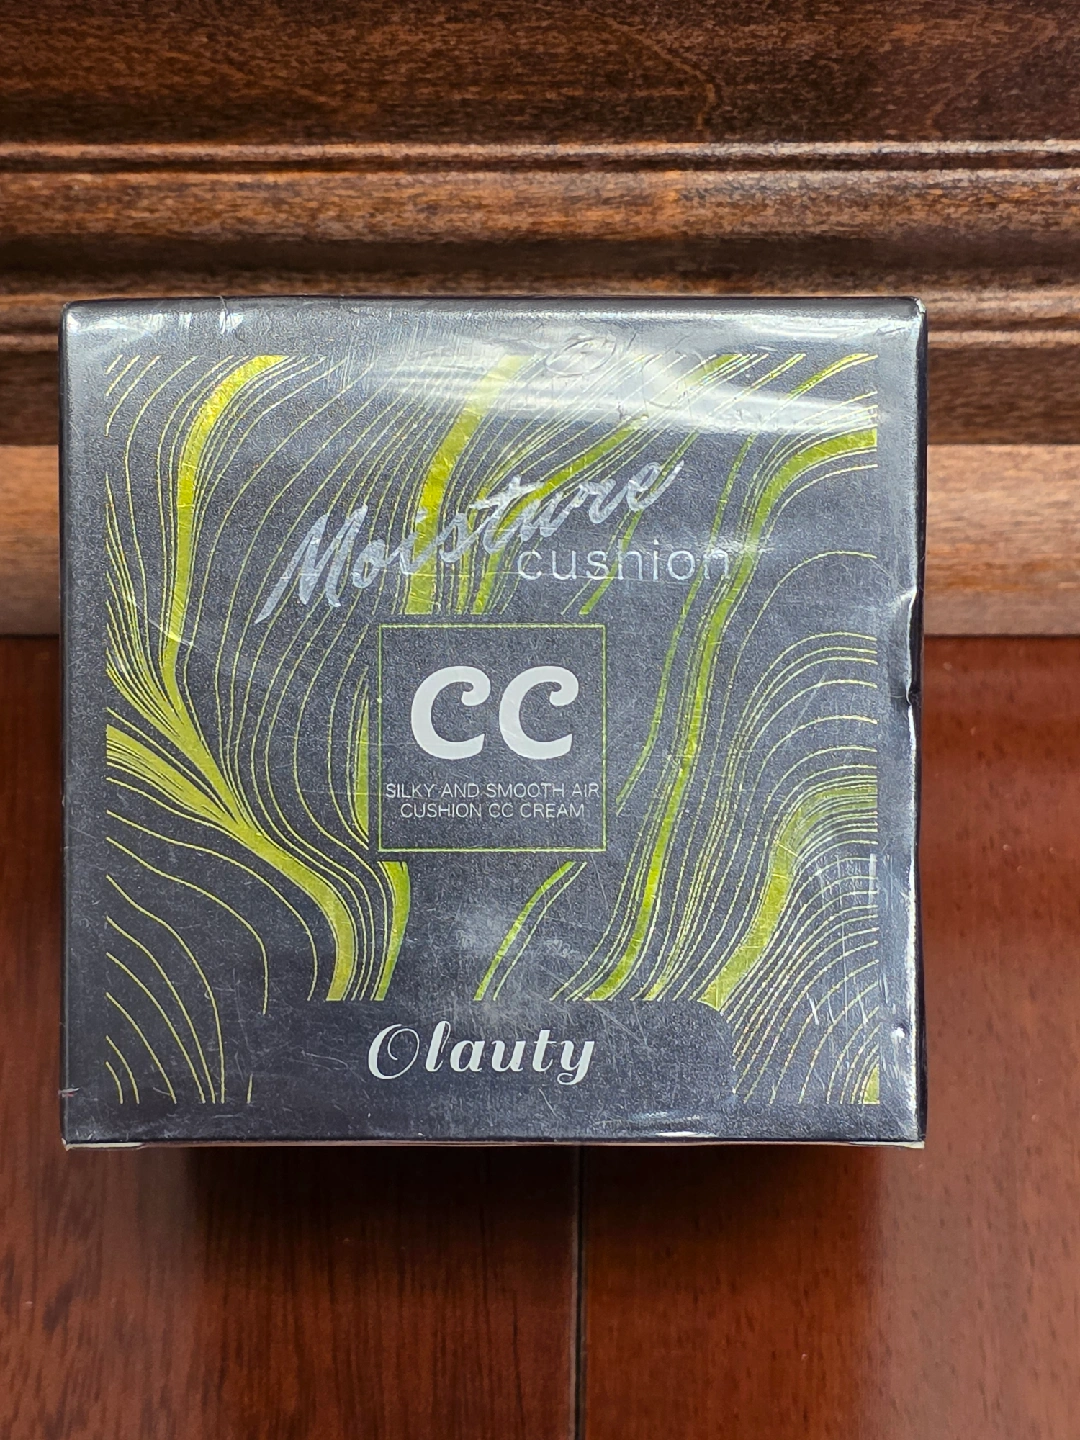 Moisture
cushion
CC
SILKY AND SMOOTH AIR
CUSHION CC CREAM
Olauty